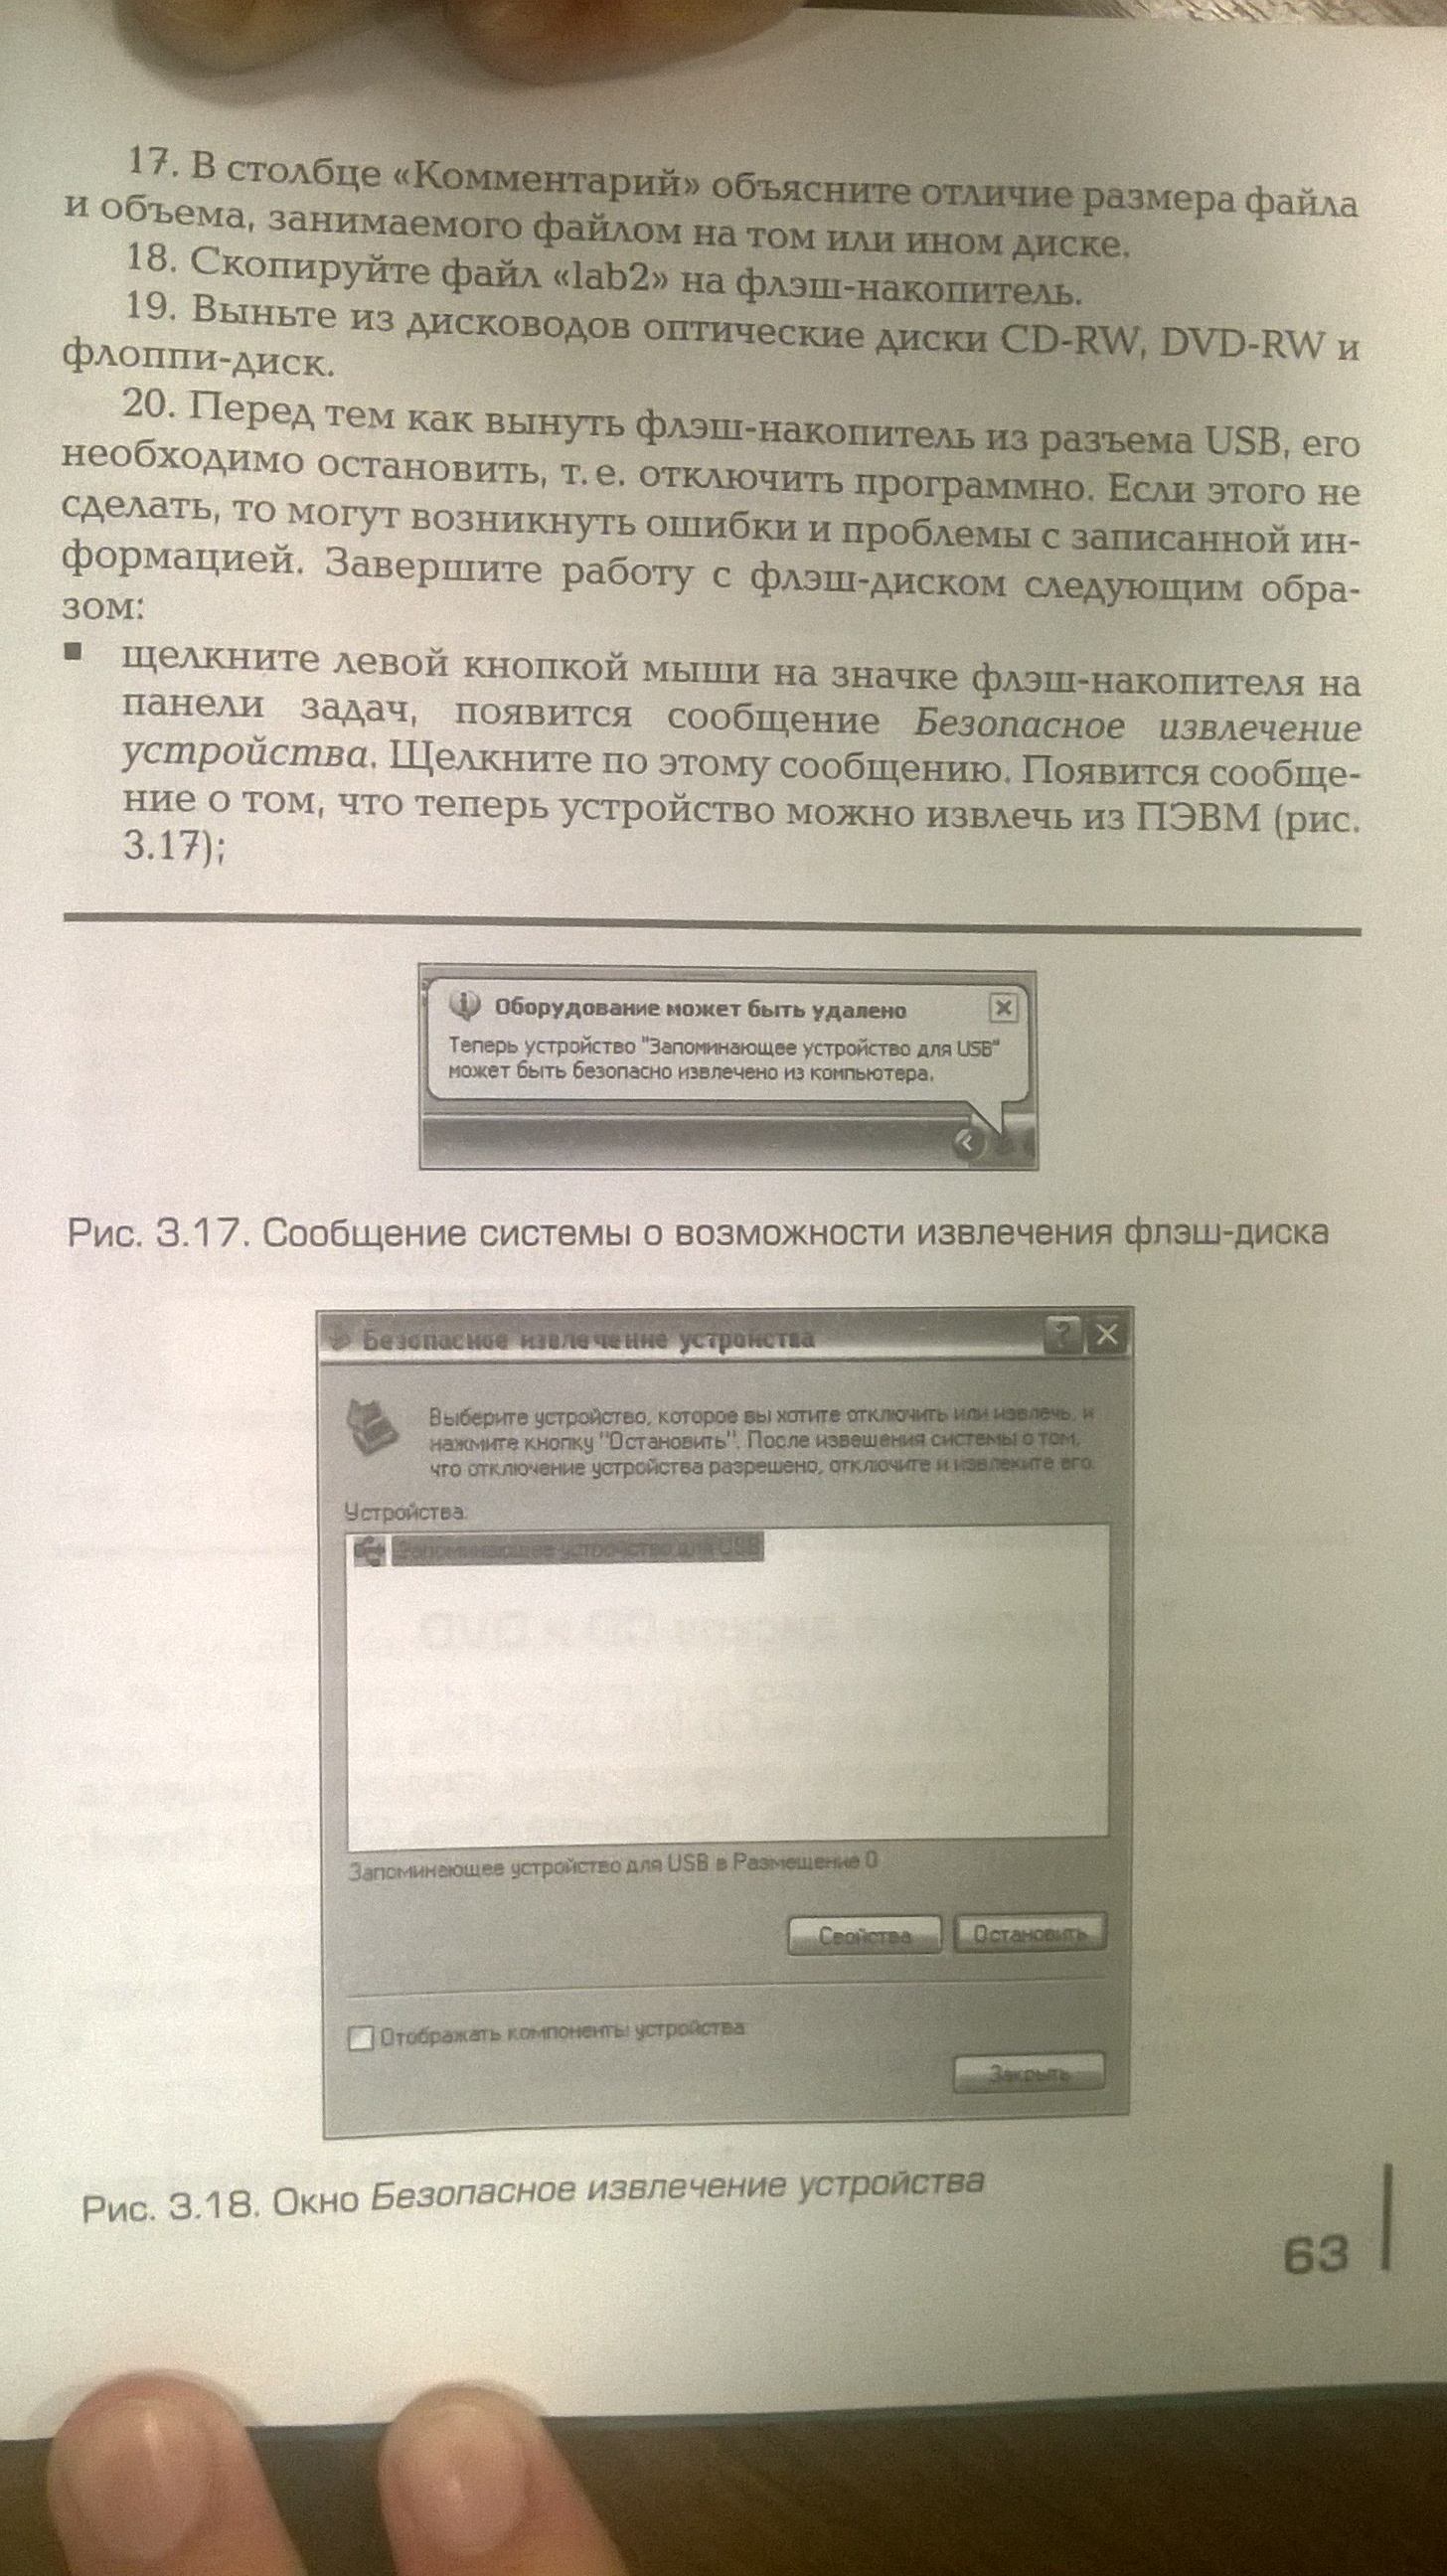 17. В столбце «Комментарий» объясните отличие размера файла
и объема, занимаемого файлом на том или ином диске.
18. Скопируйте файл «lab2» на флэш-накопитель.
19. Выньте из дисководов оптические диски CD-RW, DVD-RW и
флоппи-диск.
20. Перед тем как вынуть флэш-накопитель из разъема USB, его
необходимо остановить, т. е. отключить программно. Если этого не
сделать, то могут возникнуть ошибки и проблемы с записанной ин-
формацией. Завершите работу с флэш-диском следующим обра-
зом:
■ щелкните левой кнопкой мыши на значке флэш-накопителя на
панели задач, появится сообщение Безопасное извлечение
устройства. Щелкните по этому сообщению. Появится сообще-
ние о том, что теперь устройство можно извлечь из ПЭВМ (рис.
3.17);
Оборудование может быть удалено
Теперь устройство "Запоминающее устройство для USB"
может быть безопасно извлечено из компьютера.
Рис. 3.17. Сообщение системы о возможности извлечения флэш-диска
Безопасное извлечение устройства
Выберите устройство, которое вы хотите отключить или извлечь, и
нажмите кнопку "Остановить". После извещения системы о том,
что отключение устройства разрешено, отключите и извлеките его.
Устройства:
Запоминающее устройство для USB
Запоминающее устройство для USB в Размещение 0
Свойства Остановить
Отображать компоненты устройства
Закрыть
Рис. 3.18. Окно Безопасное извлечение устройства
63